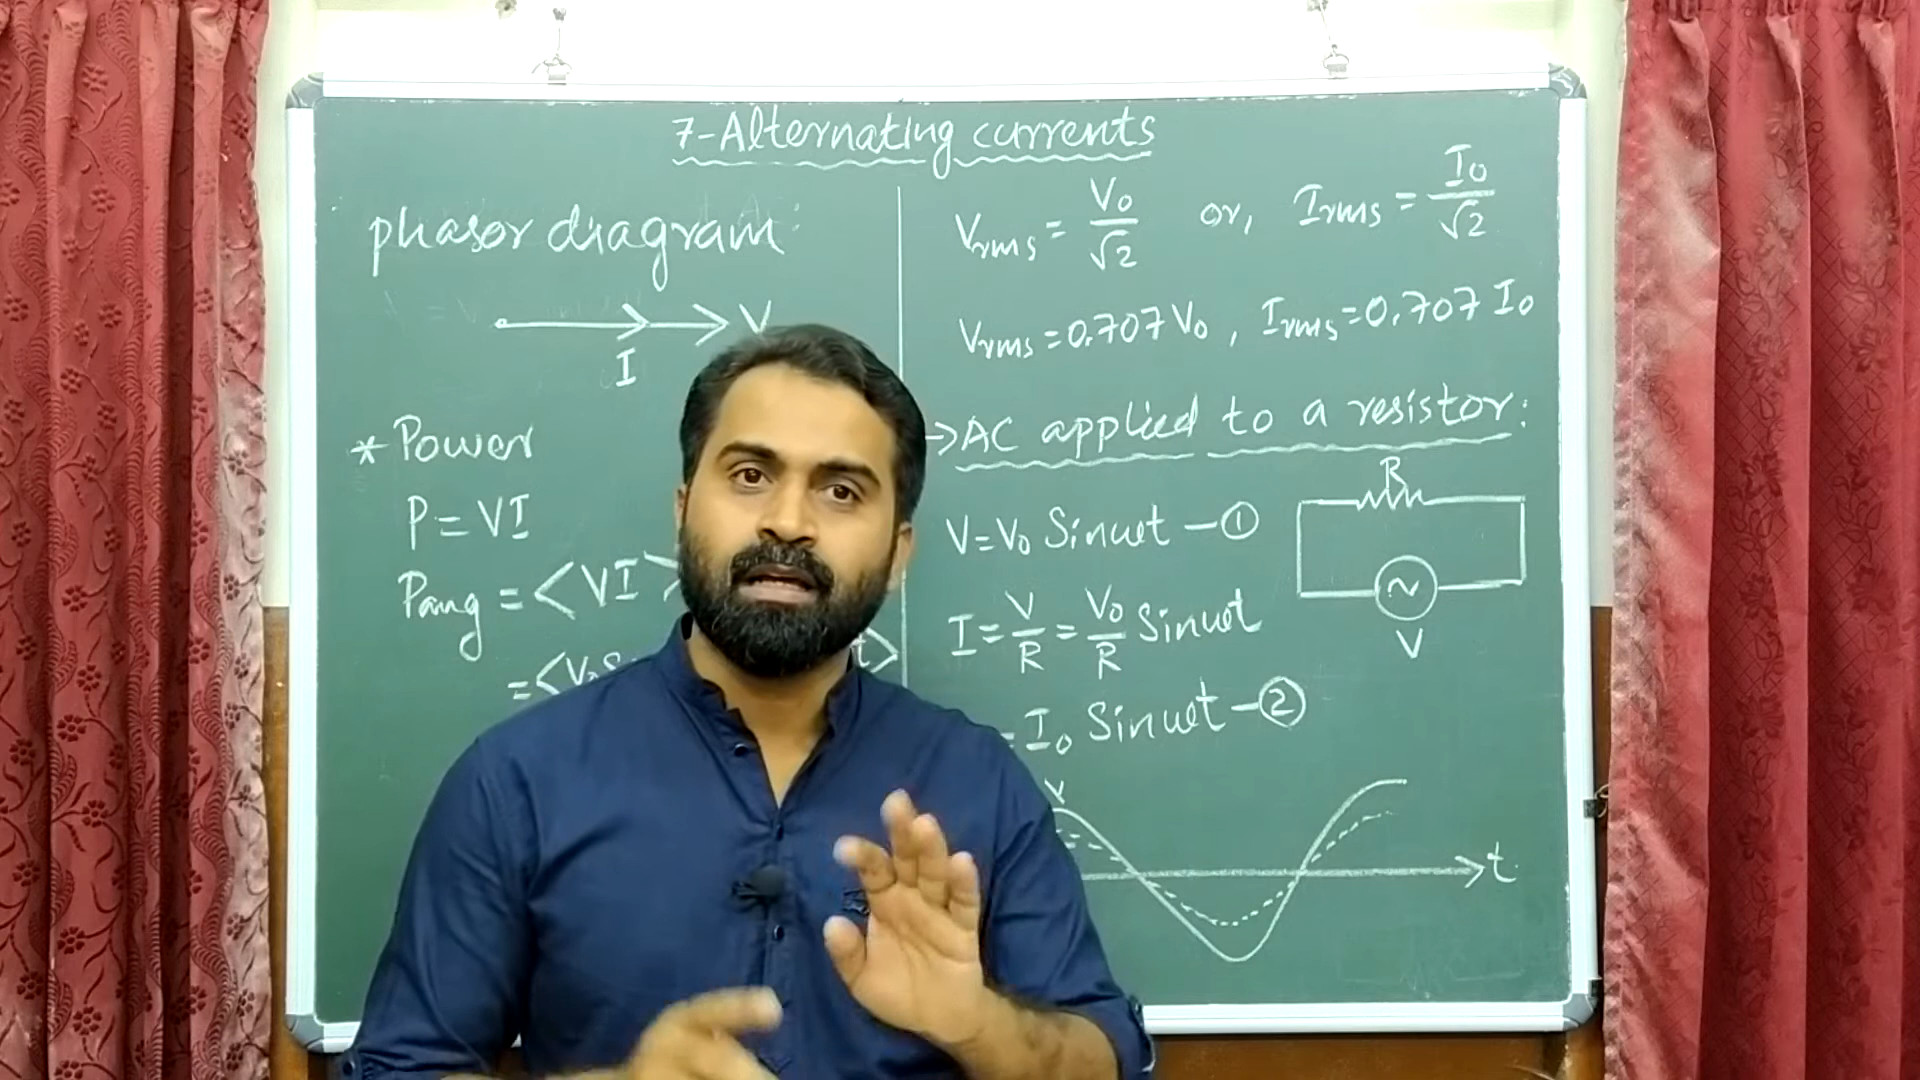 7-Alternating currents
phasor diagram:
V
I
* Power
P = VI
Pavg = <VI>
= <V₀ S t>
Vrms = V₀/√2 or, Irms = I₀/√2
Vrms = 0.707 V₀ , Irms = 0.707 I₀
→ AC applied to a resistor:
R
V = V₀ Sinωt — ①
I = V/R = V₀/R Sinωt
V
= I₀ Sinωt — ②
V
t